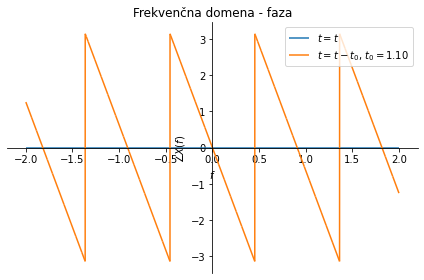 Frekvenčna domena - faza
t = t
t = t − t₀, t₀ = 1.10
3
2
1
0
−1
−2
−3
∠X(f)
−2.0 −1.5 −1.0 −0.5 0.0 0.5 1.0 1.5 2.0
f